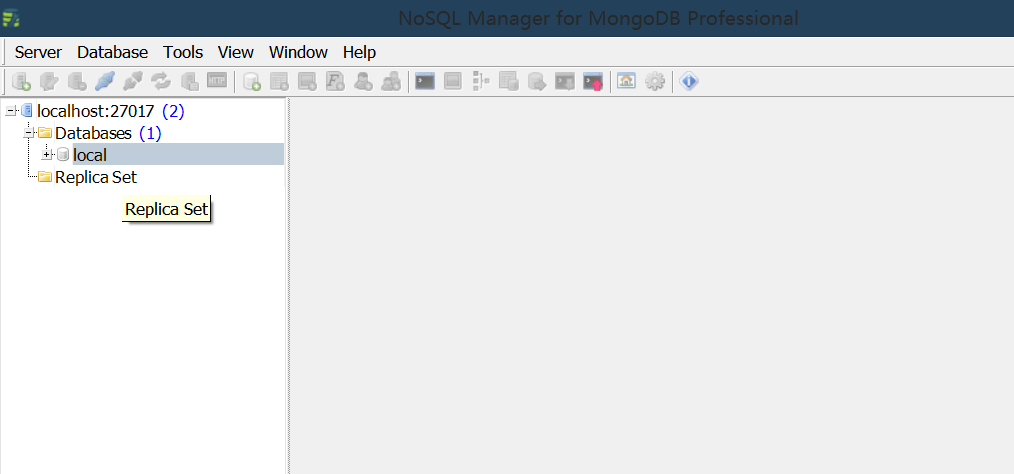 NoSQL Manager for MongoDB Professional
Server Database Tools View Window Help
HTTP F
localhost:27017 (2)
Databases (1)
local
Replica Set
Replica Set